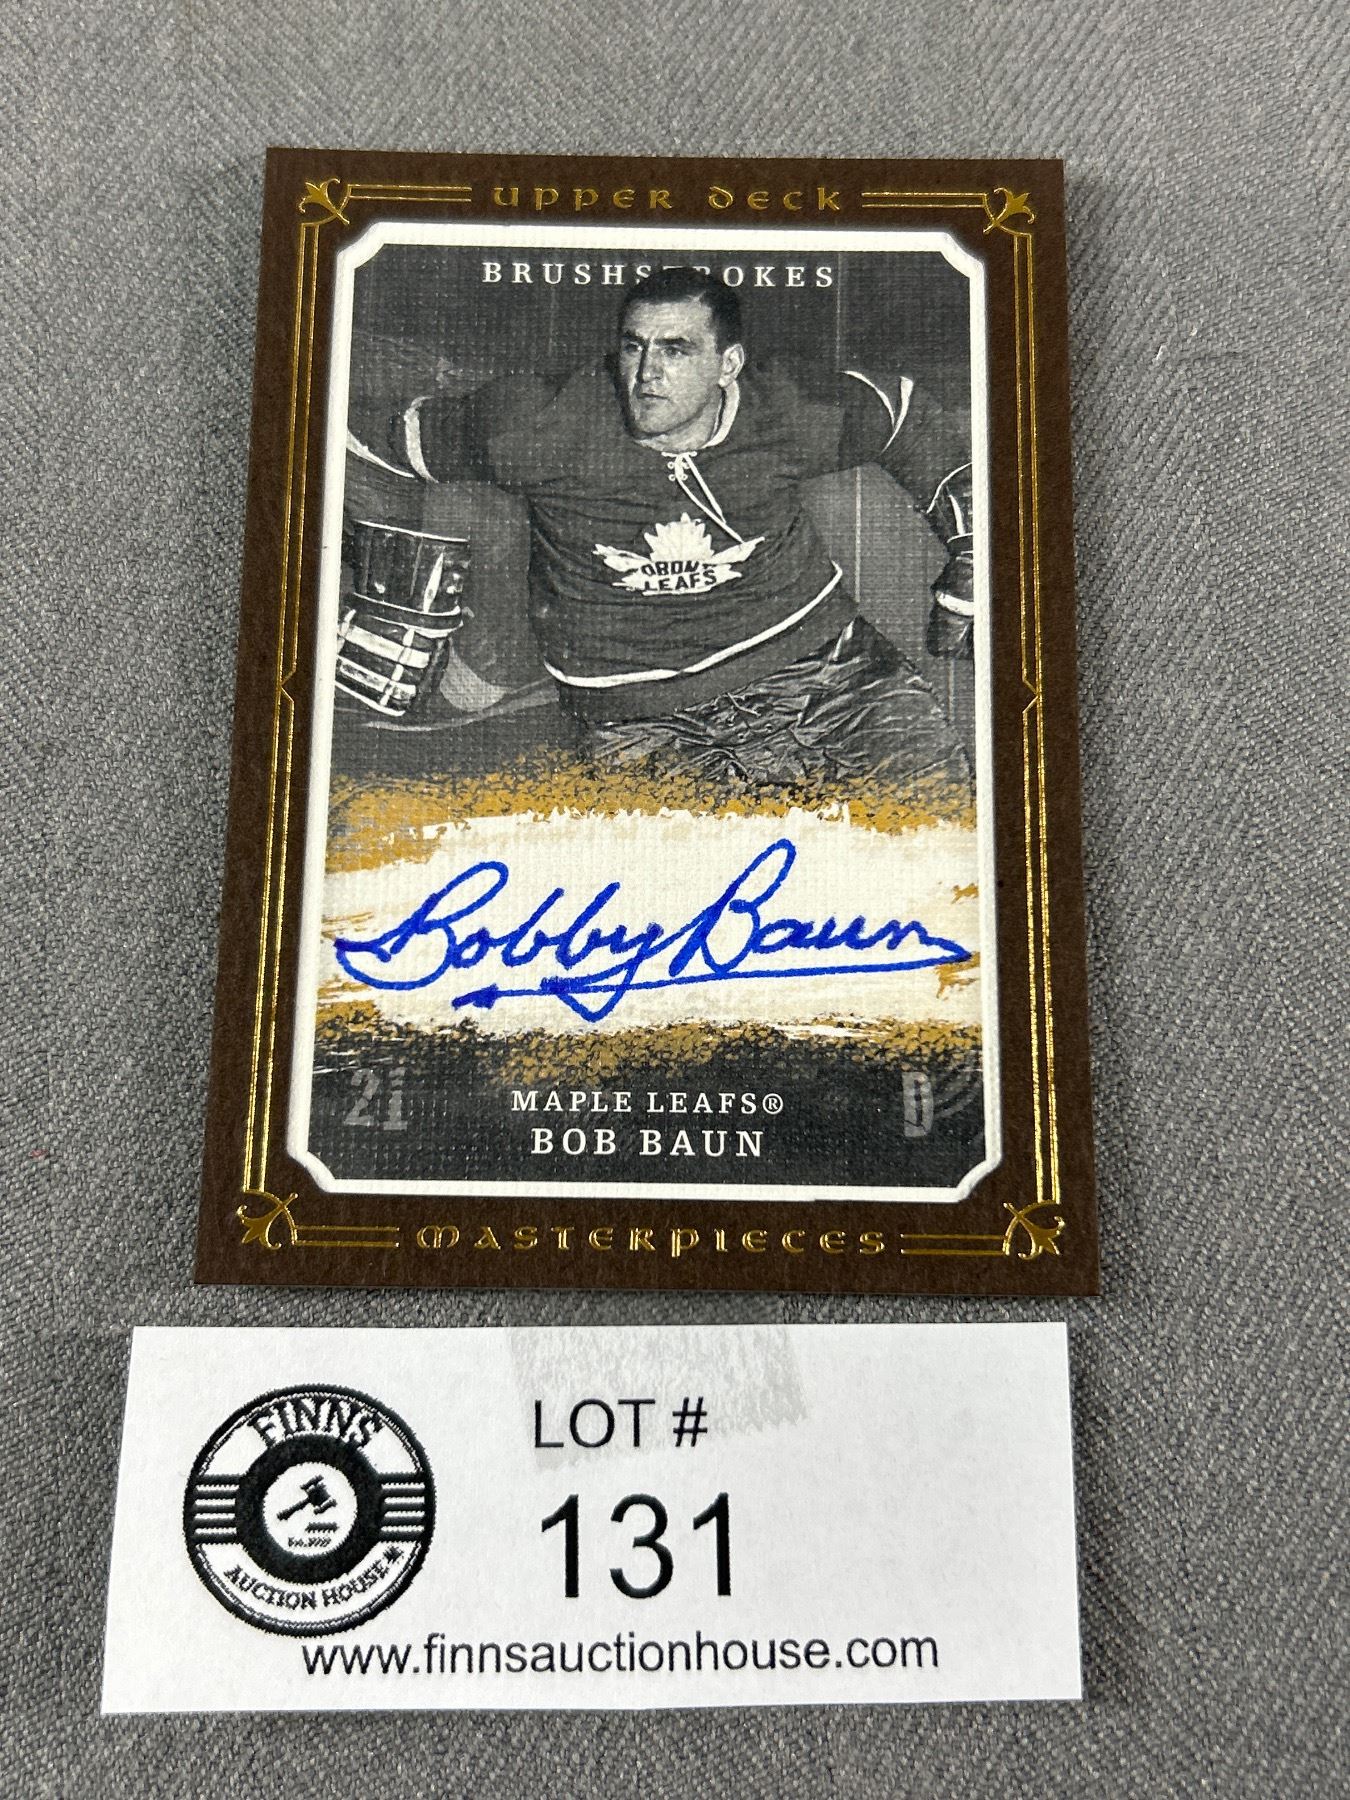 UPPER DECK
BRUSHSTROKES
LEAFS
Bobby Baun
21 D
MAPLE LEAFS®
BOB BAUN
MASTERPIECES
FINNS
AUCTION HOUSE
LOT #
131
www.finnsauctionhouse.com